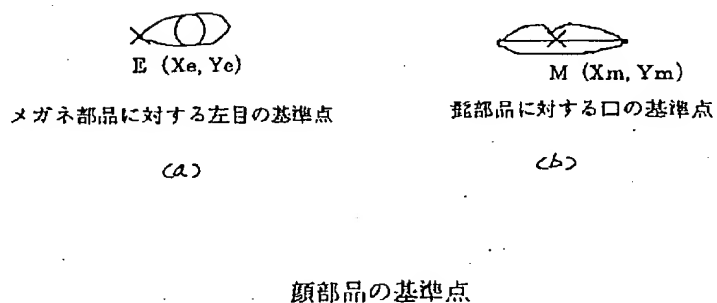 E (Xe, Ye)
M (Xm, Ym)
メガネ部品に対する左目の基準点
髭部品に対する口の基準点
(a)
(b)
顔部品の基準点